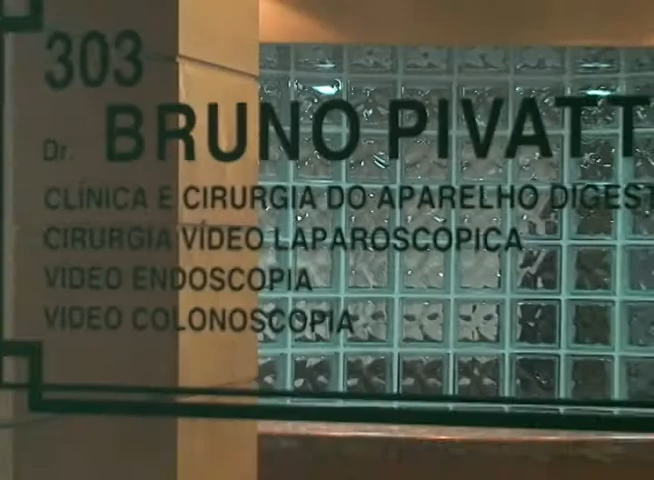 303
Dr. BRUNO PIVATT
CLÍNICA E CIRURGIA DO APARELHO DIGEST
CIRURGIA VÍDEO LAPAROSCÓPICA
VIDEO ENDOSCOPIA
VIDEO COLONOSCOPIA